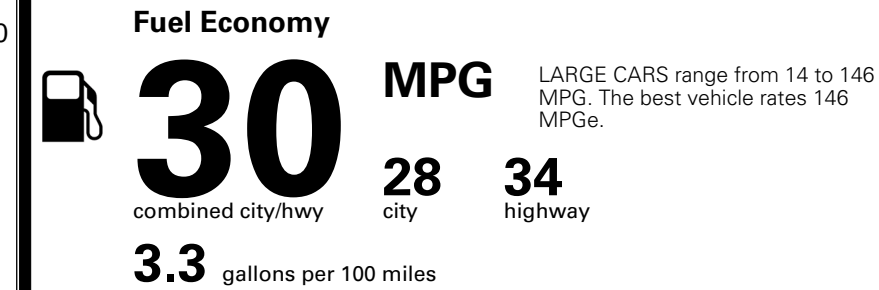 0
Fuel Economy
30
MPG
LARGE CARS range from 14 to 146
MPG. The best vehicle rates 146
MPGe.
28
34
combined city/hwy
city
highway
3.3 gallons per 100 miles